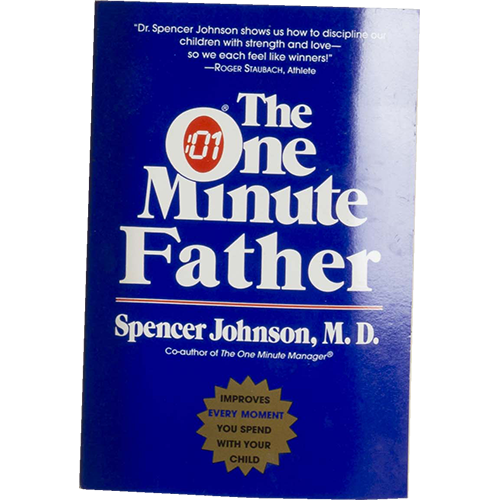 "Dr. Spencer Johnson shows us how to discipline our
children with strength and love—
so we each feel like winners!"
—ROGER STAUBACH, Athlete
The
®
:01
One
Minute
Father
Spencer Johnson, M. D.
Co-author of The One Minute Manager®
IMPROVES
EVERY MOMENT
YOU SPEND
WITH YOUR
CHILD